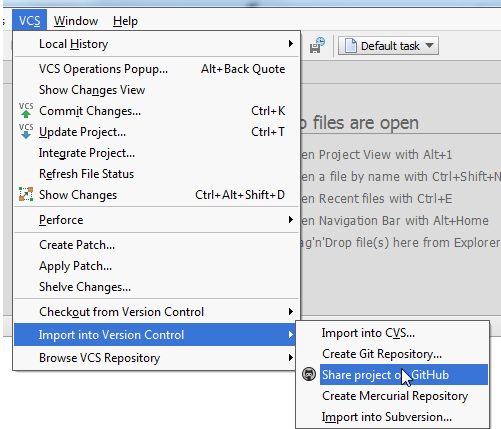 VCS Window Help
Local History
Default task
VCS Operations Popup... Alt+Back Quote
Show Changes View
VCS Commit Changes... Ctrl+K
files are open
VCS Update Project... Ctrl+T
Integrate Project...
en Project View with Alt+1
Refresh File Status
en a file by name with Ctrl+Shift+N
Show Changes Ctrl+Alt+Shift+D
en Recent files with Ctrl+E
Perforce
en Navigation Bar with Alt+Home
Create Patch...
ag'n'Drop file(s) here from Explorer
Apply Patch...
Shelve Changes...
Checkout from Version Control
Import into Version Control
Import into CVS...
Browse VCS Repository
Create Git Repository...
Share project on GitHub
Create Mercurial Repository
Import into Subversion...